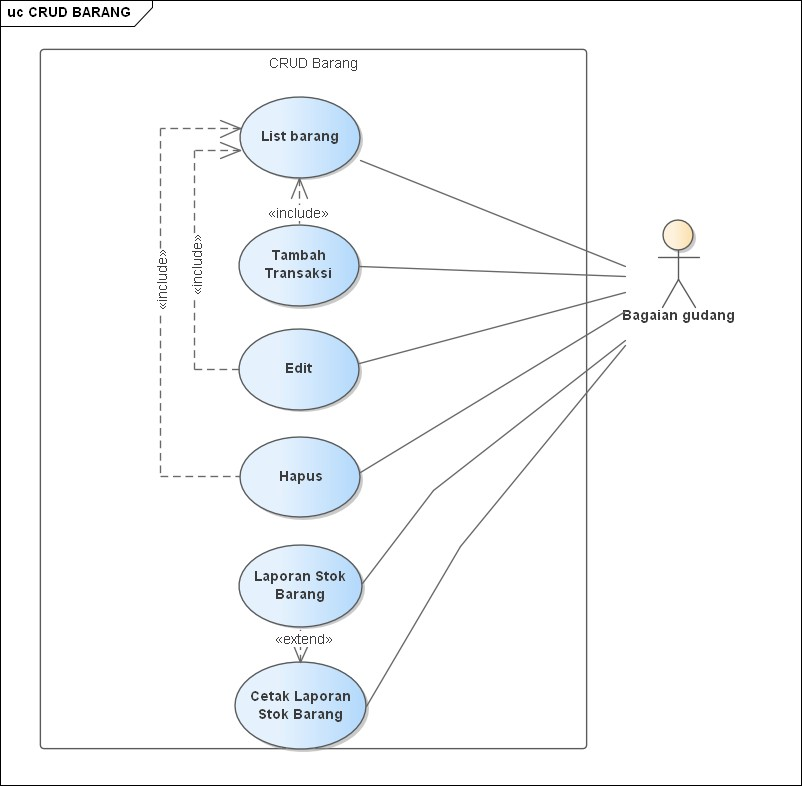 uc CRUD BARANG
CRUD Barang
List barang
«include»
Tambah
Transaksi
«include»
«include»
Bagaian gudang
Edit
Hapus
Laporan Stok
Barang
«extend»
Cetak Laporan
Stok Barang